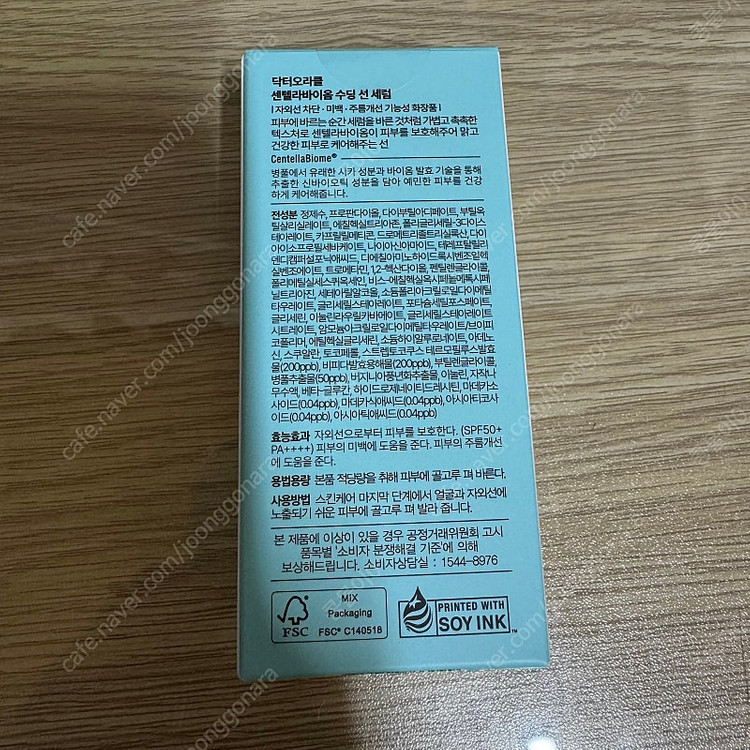 닥터오라클
센텔라바이옴 수딩 선 세럼
| 자외선 차단 · 미백 · 주름개선 기능성 화장품 |
피부에 바르는 순간 세럼을 바른 것처럼 가볍고 촉촉한
텍스처로 센텔라바이옴이 피부를 보호해주어 맑고
건강한 피부로 케어해주는 선
CentellaBiome®
병풀에서 유래한 시카 성분과 바이옴 발효 기술을 통해
추출한 신바이오틱 성분을 담아 예민한 피부를 건강
하게 케어해줍니다.
전성분 정제수, 프로판다이올, 다이부틸아디페이트, 부틸옥
틸살리실레이트, 에틸헥실트리아존, 폴리글리세릴-3다이스
테아레이트, 카프릴릴메티콘, 드로메트리졸트리실록산, 다이
아이소프로필세바케이트, 나이아신아마이드, 테레프탈릴리
덴디캠퍼설포닉애씨드, 다이에틸아미노하이드록시벤조일헥
실벤조에이트, 트로메타민, 1,2-헥산다이올, 펜틸렌글라이콜,
폴리메틸실세스퀴옥세인, 비스-에틸헥실옥시페놀메톡시페
닐트리아진, 세테아릴알코올, 소듐폴리아크릴로일다이메틸
타우레이트, 글리세릴스테아레이트, 포타슘세틸포스페이트,
글리세린, 이눌린라우릴카바메이트, 글리세릴스테아레이트
시트레이트, 암모늄아크릴로일다이메틸타우레이트/브이피
코폴리머, 에틸헥실글리세린, 소듐하이알루로네이트, 아데노
신, 스쿠알란, 토코페롤, 스트렙토코쿠스 테르모필루스발효
물(200ppb), 비피다발효용해물(200ppb), 부틸렌글라이콜,
병풀추출물(50ppb), 버지니아풍년화추출물, 이눌린, 자작나
무수액, 베타-글루칸, 하이드로제네이티드레시틴, 마데카소
사이드(0.04ppb), 마데카식애씨드(0.04ppb), 아시아티코사
이드(0.04ppb), 아시아틱애씨드(0.04ppb)
효능효과 자외선으로부터 피부를 보호한다. (SPF50+
PA++++) 피부의 미백에 도움을 준다. 피부의 주름개선
에 도움을 준다.
용법용량 본품 적당량을 취해 피부에 골고루 펴 바른다.
사용방법 스킨케어 마지막 단계에서 얼굴과 자외선에
노출되기 쉬운 피부에 골고루 펴 발라 줍니다.
본 제품에 이상이 있을 경우 공정거래위원회 고시
품목별 '소비자 분쟁해결 기준'에 의해
보상해드립니다. 소비자상담실 : 1544-8976
FSC
MIX
Packaging
FSC® C140518
PRINTED WITH
SOY INK™
cafe.naver.com/joonggonara